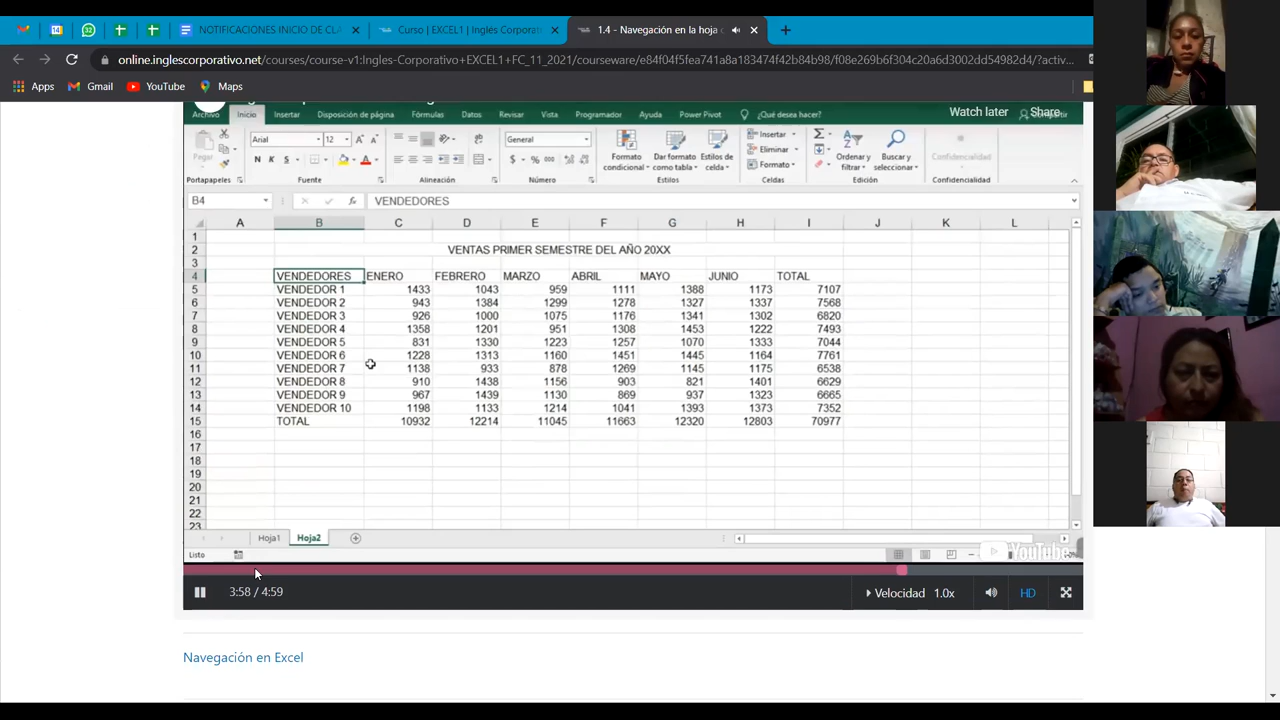 NOTIFICACIONES INICIO DE CLA
Curso | EXCEL1 | Inglés Corporati
1.4 - Navegación en la hoja
online.inglescorporativo.net/courses/course-v1:Ingles-Corporativo+EXCEL1+FC_11_2021/courseware/e84f04f5fea741a8a183474f42b84b98/f08e269b6f304c20a6d3002dd54982d4/?activ
Apps Gmail YouTube Maps
Watch later Share
Archivo Inicio Insertar Disposición de página Fórmulas Datos Revisar Vista Programador Ayuda Power Pivot ¿Qué desea hacer?
Arial 12 General Insertar
Pegar N K S Formato condicional Dar formato como tabla Estilos de celda Eliminar Ordenar y filtrar Buscar y seleccionar Confidencialidad
Formato
Portapapeles Fuente Alineación Número Estilos Celdas Edición Confidencialidad
B4 VENDEDORES
A B C D E F G H I J K L
1
2 VENTAS PRIMER SEMESTRE DEL AÑO 20XX
3
4 VENDEDORES ENERO FEBRERO MARZO ABRIL MAYO JUNIO TOTAL
5 VENDEDOR 1 1433 1043 959 1111 1388 1173 7107
6 VENDEDOR 2 943 1384 1299 1278 1327 1337 7568
7 VENDEDOR 3 926 1000 1075 1176 1341 1302 6820
8 VENDEDOR 4 1358 1201 951 1308 1453 1222 7493
9 VENDEDOR 5 831 1330 1223 1257 1070 1333 7044
10 VENDEDOR 6 1228 1313 1160 1451 1445 1164 7761
11 VENDEDOR 7 1138 933 878 1269 1145 1175 6538
12 VENDEDOR 8 910 1438 1156 903 821 1401 6629
13 VENDEDOR 9 967 1439 1130 869 937 1323 6665
14 VENDEDOR 10 1198 1133 1214 1041 1393 1373 7352
15 TOTAL 10932 12214 11045 11663 12320 12803 70977
16
17
18
19
20
21
22
23
Hoja1 Hoja2
Listo
YouTube
3:58 / 4:59 Velocidad 1.0x HD
Navegación en Excel